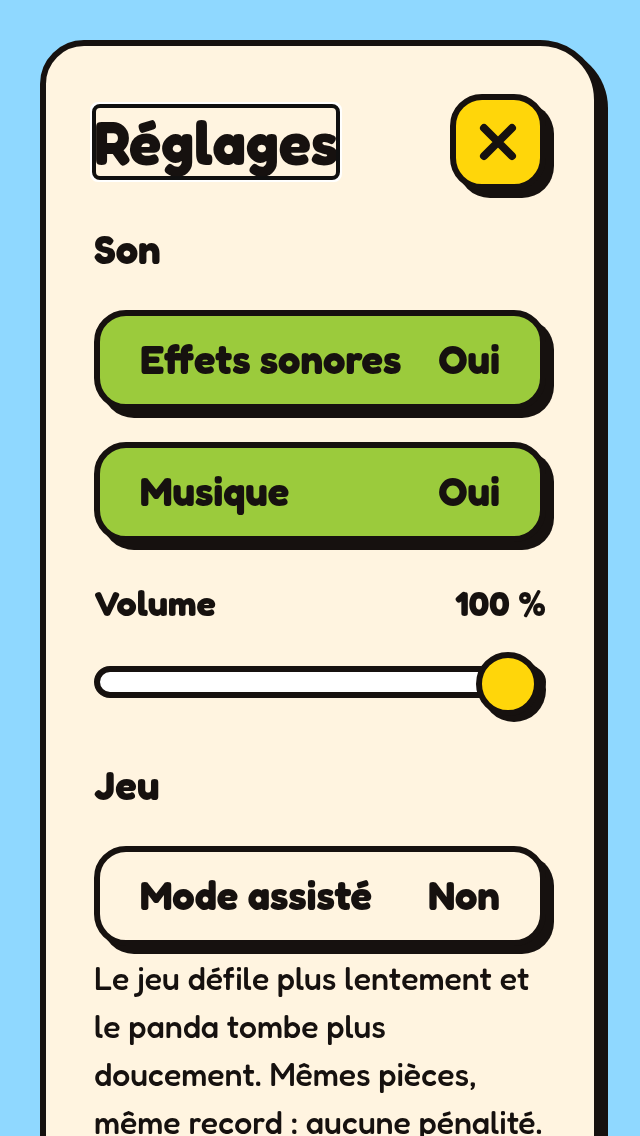 Réglages
Son
Effets sonores Oui
Musique Oui
Volume 100 %
Jeu
Mode assisté Non
Le jeu défile plus lentement et
le panda tombe plus
doucement. Mêmes pièces,
même record : aucune pénalité.